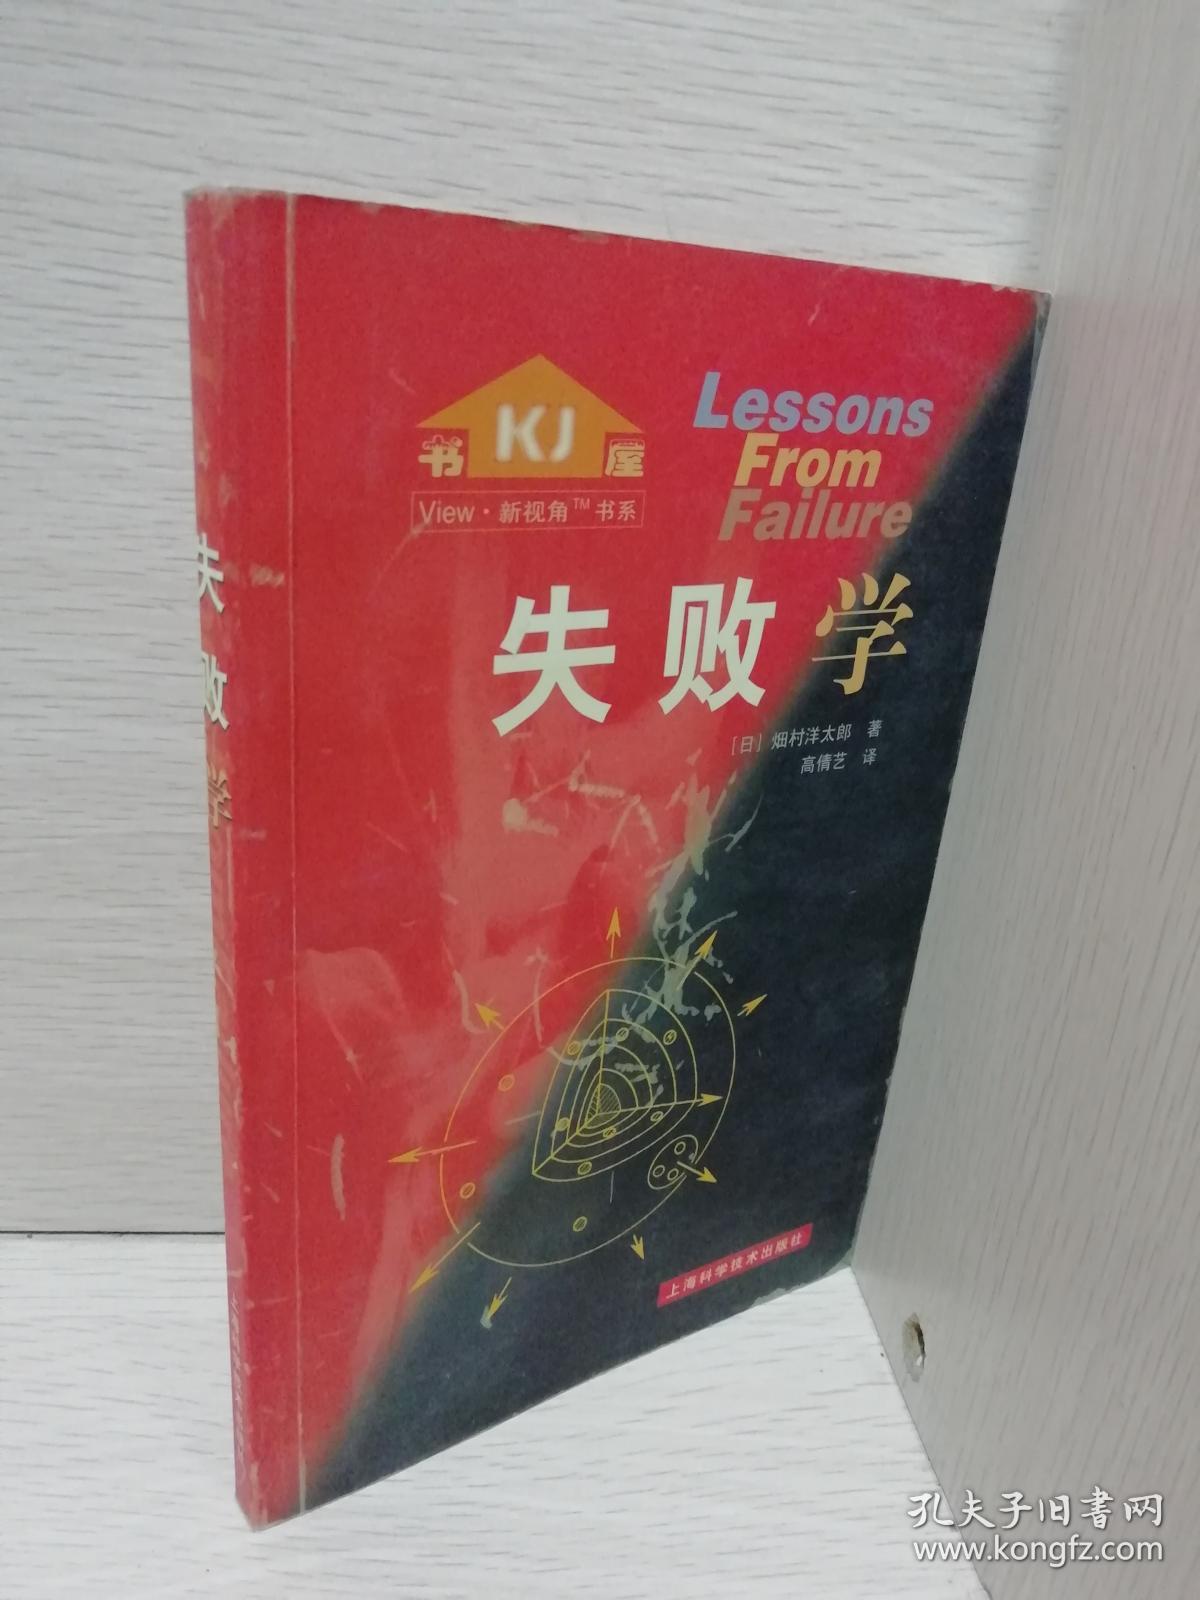 书 KJ 屋
View·新视角™书系
Lessons
From
Failure
失败学
[日] 畑村洋太郎 著
高倩艺 译
上海科学技术出版社
失败学
孔夫子旧书网
www.kongfz.com